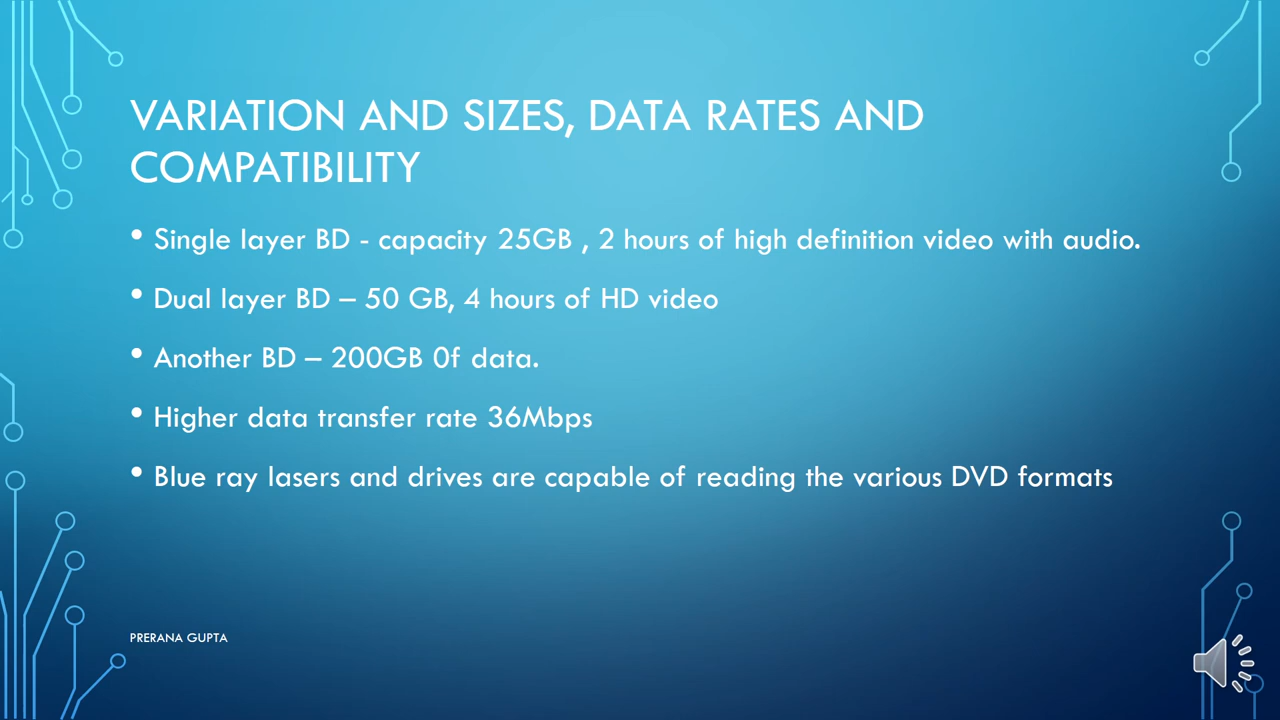 VARIATION AND SIZES, DATA RATES AND
COMPATIBILITY
• Single layer BD - capacity 25GB , 2 hours of high definition video with audio.
• Dual layer BD – 50 GB, 4 hours of HD video
• Another BD – 200GB 0f data.
• Higher data transfer rate 36Mbps
• Blue ray lasers and drives are capable of reading the various DVD formats
PRERANA GUPTA